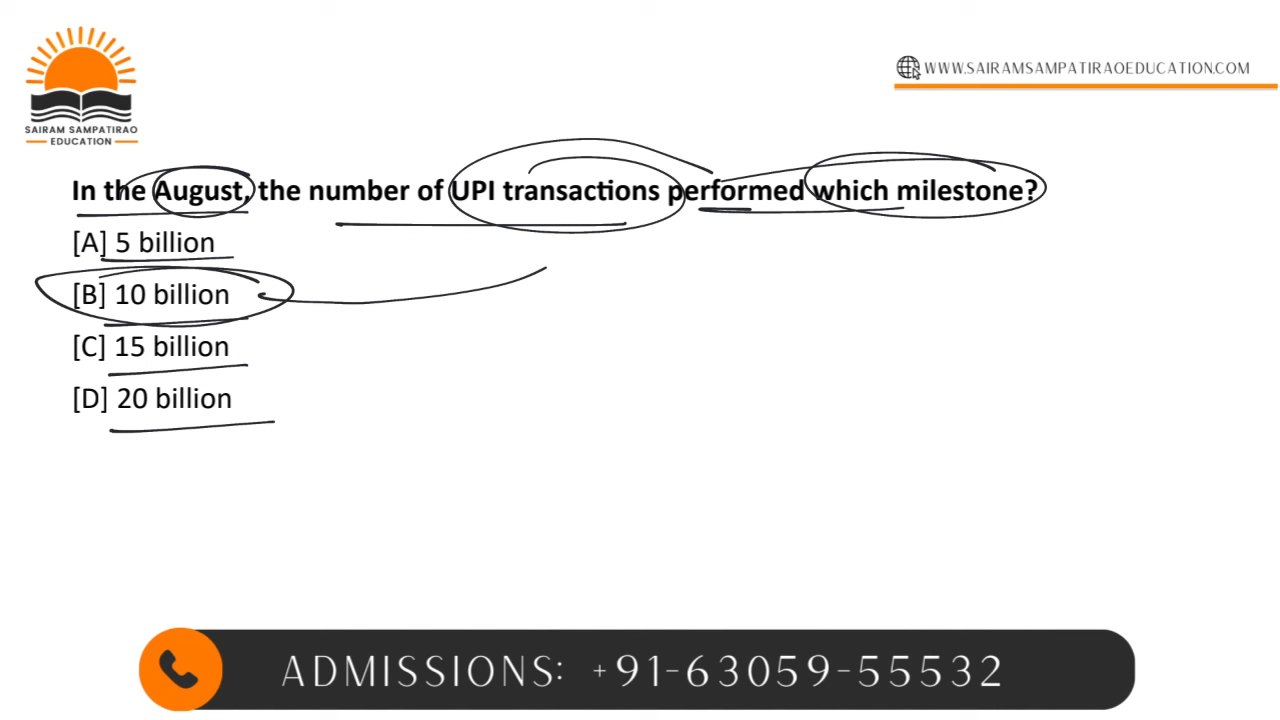 SAIRAM SAMPATIRAO
EDUCATION
WWW.SAIRAMSAMPATIRAOEDUCATION.COM
In the August, the number of UPI transactions performed which milestone?
[A] 5 billion
[B] 10 billion
[C] 15 billion
[D] 20 billion
ADMISSIONS: +91-63059-55532